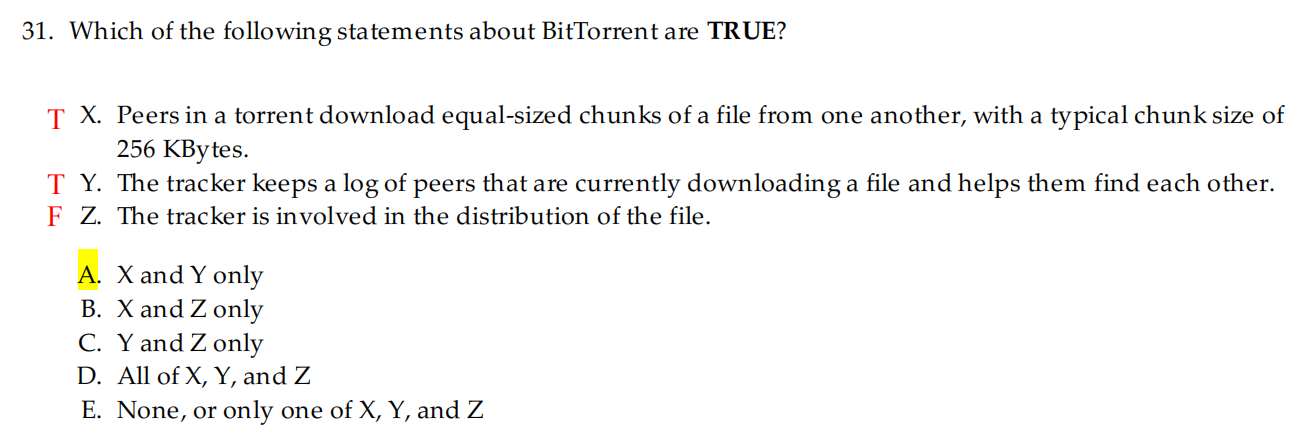 31. Which of the following statements about BitTorrent are TRUE?
T X. Peers in a torrent download equal-sized chunks of a file from one another, with a typical chunk size of
256 KBytes.
T Y. The tracker keeps a log of peers that are currently downloading a file and helps them find each other.
F Z. The tracker is involved in the distribution of the file.
A. X and Y only
B. X and Z only
C. Y and Z only
D. All of X, Y, and Z
E. None, or only one of X, Y, and Z